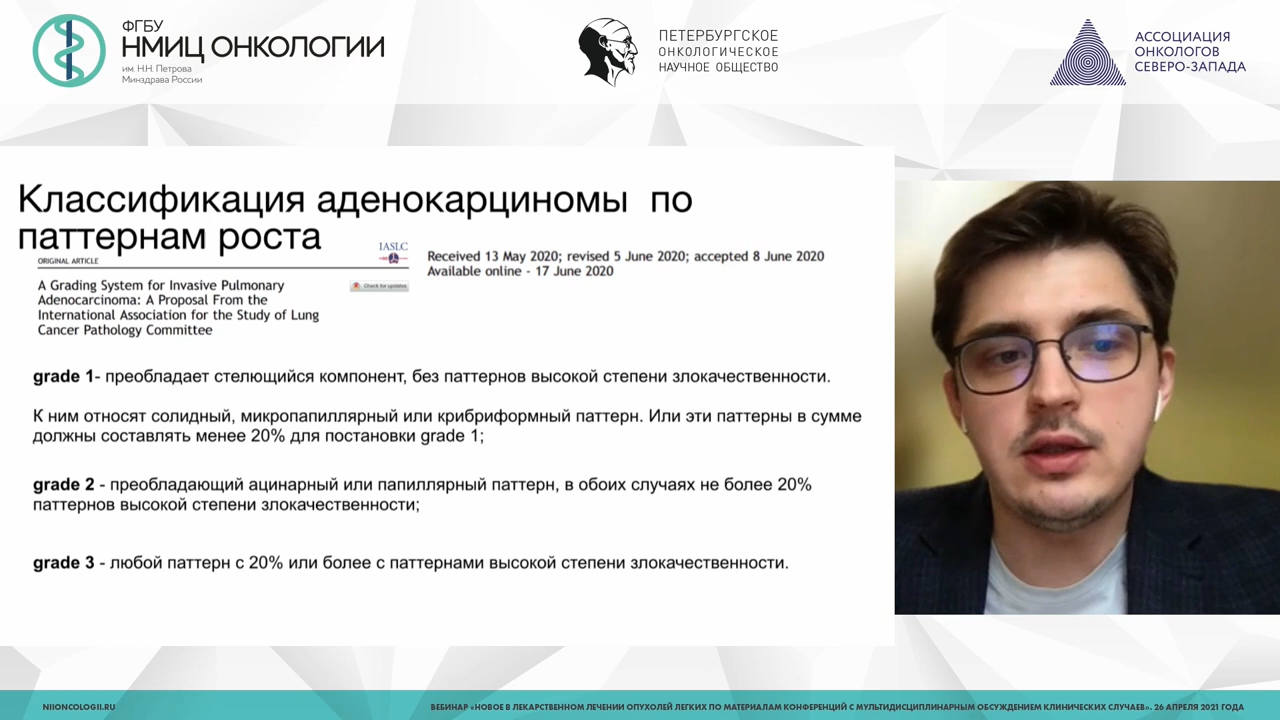 ФГБУ
НМИЦ ОНКОЛОГИИ
им. Н.Н. Петрова
Минздрава России
ПЕТЕРБУРГСКОЕ
ОНКОЛОГИЧЕСКОЕ
НАУЧНОЕ ОБЩЕСТВО
АССОЦИАЦИЯ
ОНКОЛОГОВ
СЕВЕРО-ЗАПАДА
Классификация аденокарциномы по
паттернам роста
ORIGINAL ARTICLE
IASLC
Received 13 May 2020; revised 5 June 2020; accepted 8 June 2020
Available online - 17 June 2020
A Grading System for Invasive Pulmonary
Adenocarcinoma: A Proposal From the
International Association for the Study of Lung
Cancer Pathology Committee
Check for updates
grade 1- преобладает стелющийся компонент, без паттернов высокой степени злокачественности.
К ним относят солидный, микропапиллярный или крибриформный паттерн. Или эти паттерны в сумме
должны составлять менее 20% для постановки grade 1;
grade 2 - преобладающий ацинарный или папиллярный паттерн, в обоих случаях не более 20%
паттернов высокой степени злокачественности;
grade 3 - любой паттерн с 20% или более с паттернами высокой степени злокачественности.
NIIONCOLOGII.RU
ВЕБИНАР «НОВОЕ В ЛЕКАРСТВЕННОМ ЛЕЧЕНИИ ОПУХОЛЕЙ ЛЕГКИХ ПО МАТЕРИАЛАМ КОНФЕРЕНЦИЙ С МУЛЬТИДИСЦИПЛИНАРНЫМ ОБСУЖДЕНИЕМ КЛИНИЧЕСКИХ СЛУЧАЕВ». 26 АПРЕЛЯ 2021 ГОДА